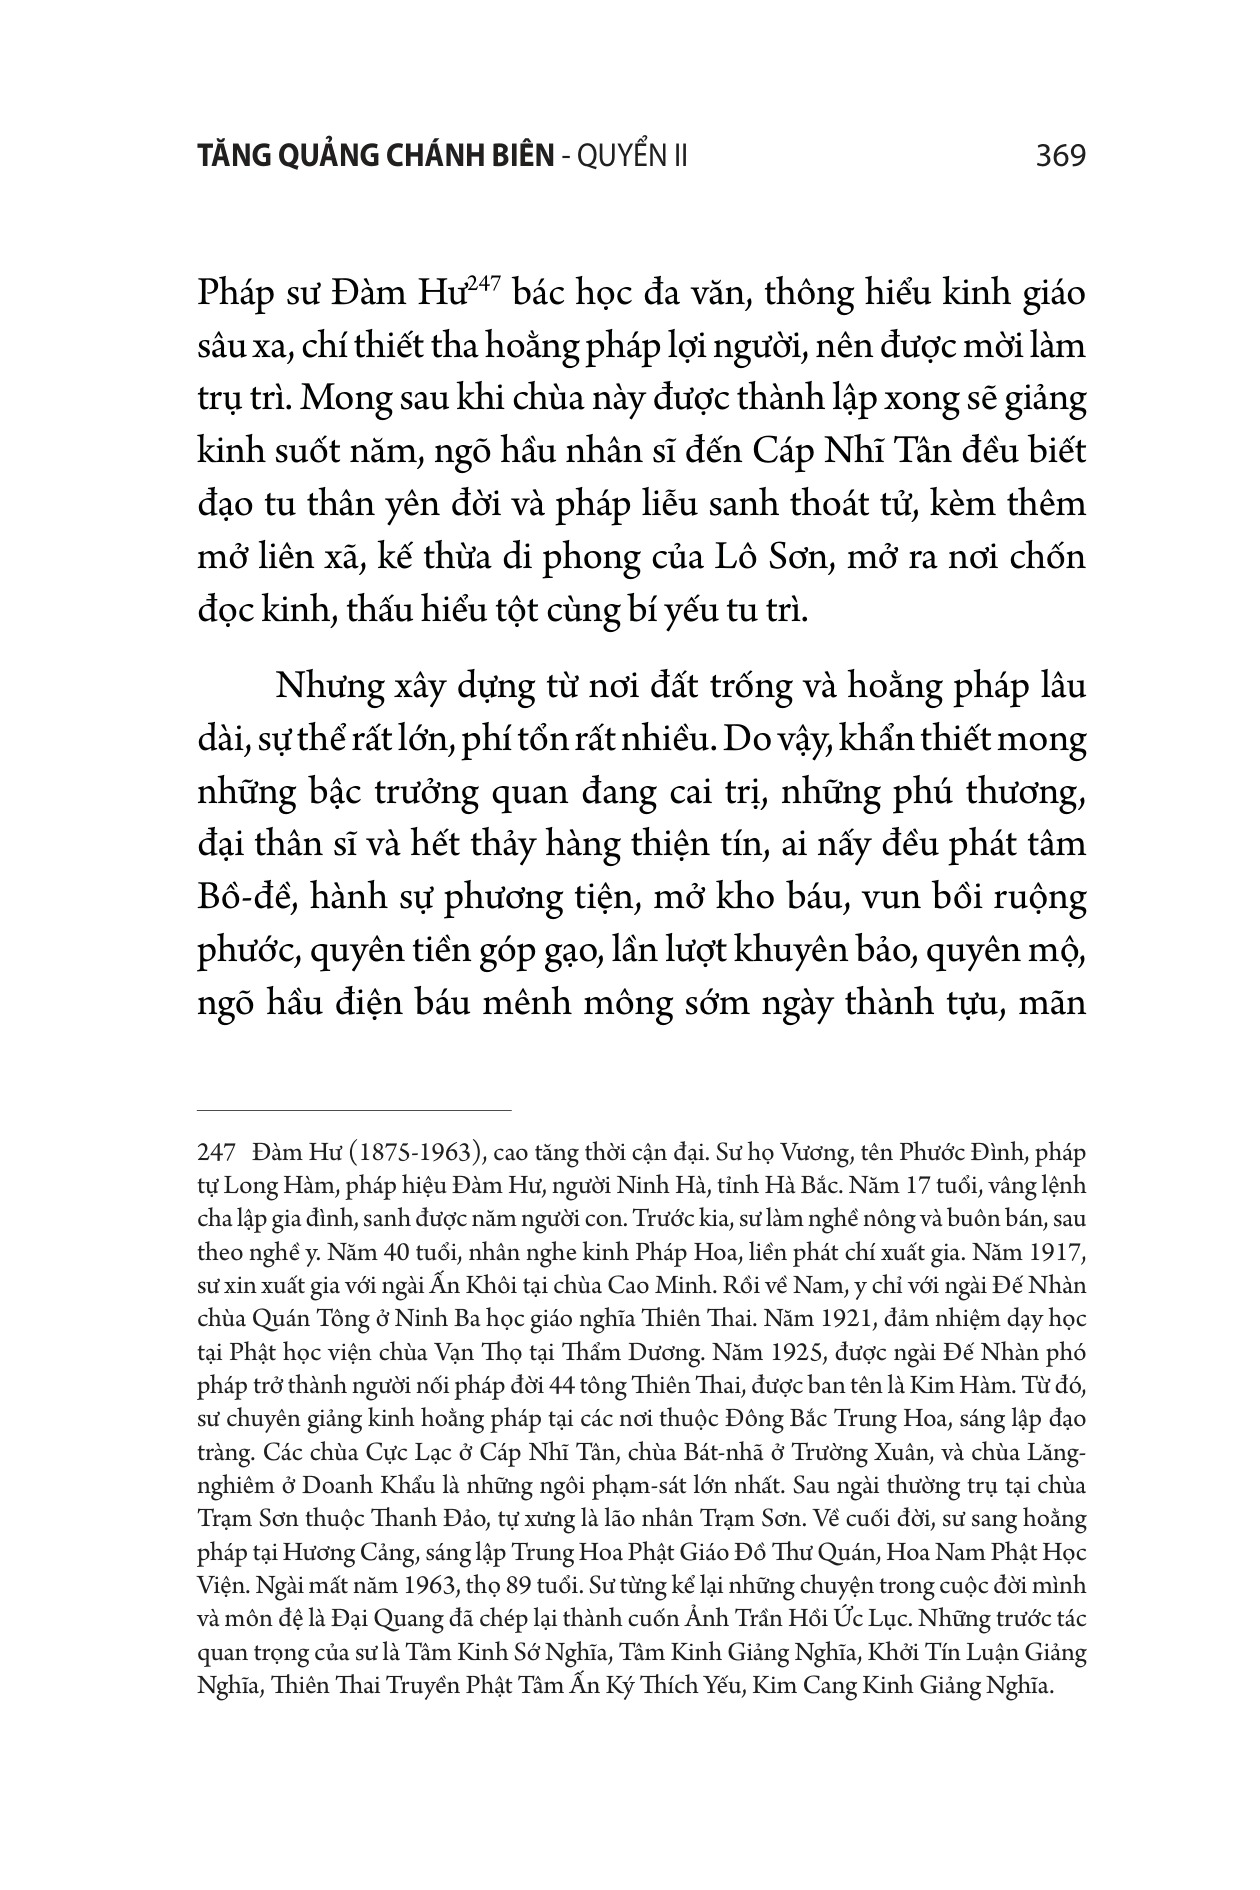 TĂNG QUẢNG CHÁNH BIÊN - QUYỂN II 369
Pháp sư Đàm Hư247 bác học đa văn, thông hiểu kinh giáo
sâu xa, chí thiết tha hoằng pháp lợi người, nên được mời làm
trụ trì. Mong sau khi chùa này được thành lập xong sẽ giảng
kinh suốt năm, ngõ hầu nhân sĩ đến Cáp Nhĩ Tân đều biết
đạo tu thân yên đời và pháp liễu sanh thoát tử, kèm thêm
mở liên xã, kế thừa di phong của Lô Sơn, mở ra nơi chốn
đọc kinh, thấu hiểu tột cùng bí yếu tu trì.
Nhưng xây dựng từ nơi đất trống và hoằng pháp lâu
dài, sự thể rất lớn, phí tổn rất nhiều. Do vậy, khẩn thiết mong
những bậc trưởng quan đang cai trị, những phú thương,
đại thân sĩ và hết thảy hàng thiện tín, ai nấy đều phát tâm
Bồ-đề, hành sự phương tiện, mở kho báu, vun bồi ruộng
phước, quyên tiền góp gạo, lần lượt khuyên bảo, quyên mộ,
ngõ hầu điện báu mênh mông sớm ngày thành tựu, mãn
247 Đàm Hư (1875-1963), cao tăng thời cận đại. Sư họ Vương, tên Phước Đình, pháp
tự Long Hàm, pháp hiệu Đàm Hư, người Ninh Hà, tỉnh Hà Bắc. Năm 17 tuổi, vâng lệnh
cha lập gia đình, sanh được năm người con. Trước kia, sư làm nghề nông và buôn bán, sau
theo nghề y. Năm 40 tuổi, nhân nghe kinh Pháp Hoa, liền phát chí xuất gia. Năm 1917,
sư xin xuất gia với ngài Ấn Khôi tại chùa Cao Minh. Rồi về Nam, y chỉ với ngài Đế Nhàn
chùa Quán Tông ở Ninh Ba học giáo nghĩa Thiên Thai. Năm 1921, đảm nhiệm dạy học
tại Phật học viện chùa Vạn Thọ tại Thẩm Dương. Năm 1925, được ngài Đế Nhàn phó
pháp trở thành người nối pháp đời 44 tông Thiên Thai, được ban tên là Kim Hàm. Từ đó,
sư chuyên giảng kinh hoằng pháp tại các nơi thuộc Đông Bắc Trung Hoa, sáng lập đạo
tràng. Các chùa Cực Lạc ở Cáp Nhĩ Tân, chùa Bát-nhã ở Trường Xuân, và chùa Lăng-
nghiêm ở Doanh Khẩu là những ngôi phạm-sát lớn nhất. Sau ngài thường trụ tại chùa
Trạm Sơn thuộc Thanh Đảo, tự xưng là lão nhân Trạm Sơn. Về cuối đời, sư sang hoằng
pháp tại Hương Cảng, sáng lập Trung Hoa Phật Giáo Đồ Thư Quán, Hoa Nam Phật Học
Viện. Ngài mất năm 1963, thọ 89 tuổi. Sư từng kể lại những chuyện trong cuộc đời mình
và môn đệ là Đại Quang đã chép lại thành cuốn Ảnh Trần Hồi Ức Lục. Những trước tác
quan trọng của sư là Tâm Kinh Sớ Nghĩa, Tâm Kinh Giảng Nghĩa, Khởi Tín Luận Giảng
Nghĩa, Thiên Thai Truyền Phật Tâm Ấn Ký Thích Yếu, Kim Cang Kinh Giảng Nghĩa.